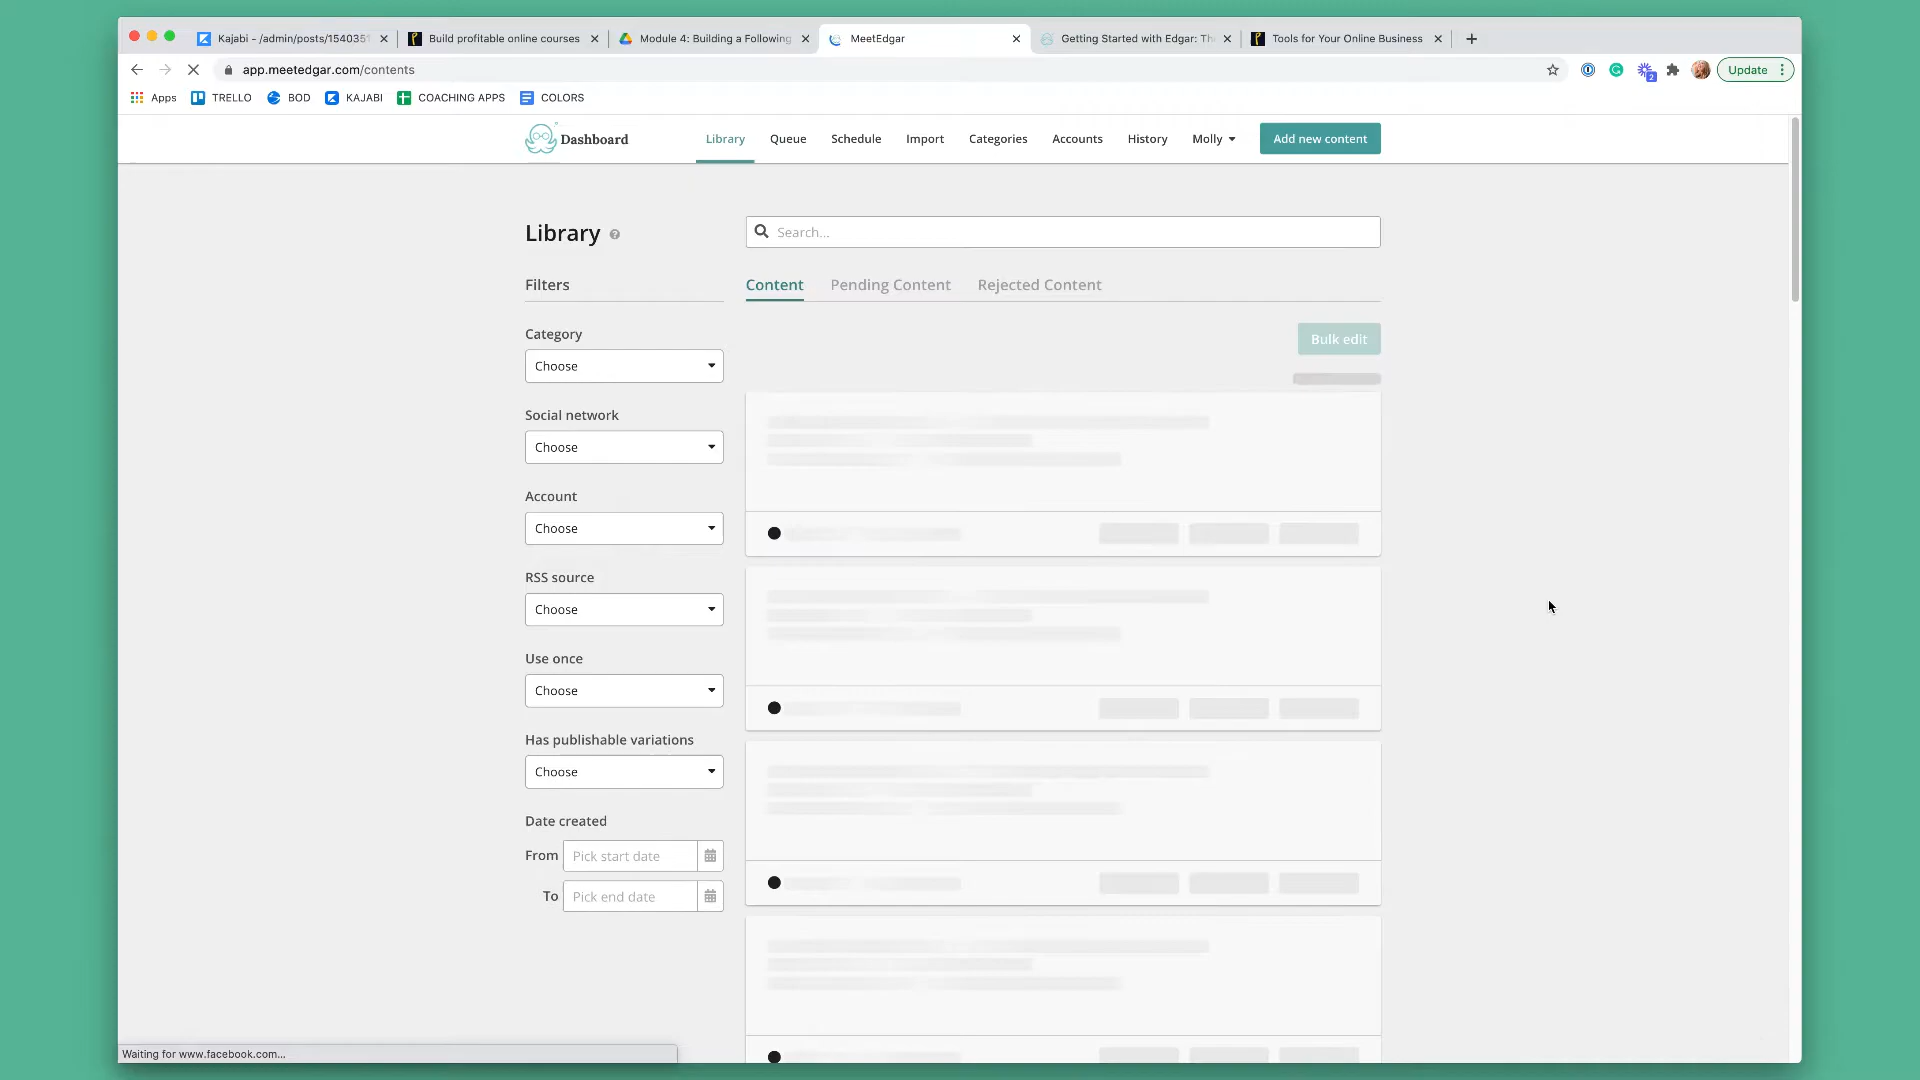 Kajabi - /admin/posts/1540351
Build profitable online courses
Module 4: Building a Following
MeetEdgar
Getting Started with Edgar: Th
Tools for Your Online Business
app.meetedgar.com/contents
2
Update
Apps
TRELLO
BOD
KAJABI
COACHING APPS
COLORS
Dashboard
Library
Queue
Schedule
Import
Categories
Accounts
History
Molly
Add new content
Library
?
Search...
Filters
Content
Pending Content
Rejected Content
Category
Bulk edit
Choose
Social network
Choose
Account
Choose
RSS source
Choose
Use once
Choose
Has publishable variations
Choose
Date created
From
Pick start date
To
Pick end date
Waiting for www.facebook.com...